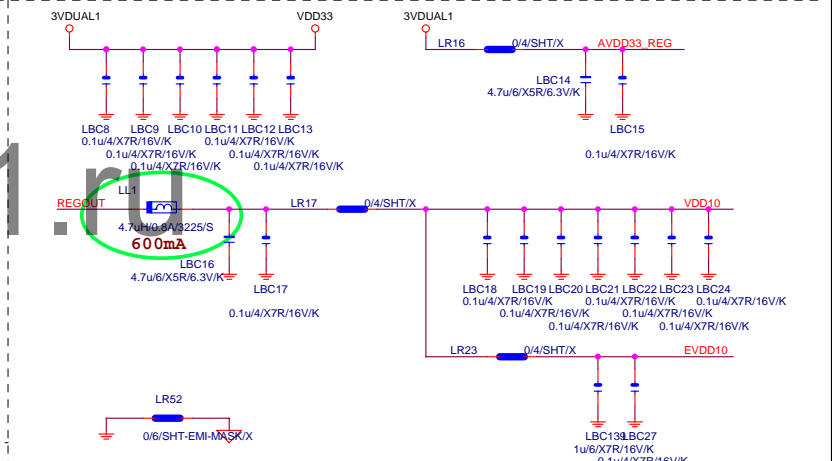 3VDUAL1 VDD33 3VDUAL1
LR16 0/4/SHT/X AVDD33_REG
LBC14
4.7u/6/X5R/6.3V/K
LBC8 LBC9 LBC10 LBC11 LBC12 LBC13 LBC15
0.1u/4/X7R/16V/K 0.1u/4/X7R/16V/K
0.1u/4/X7R/16V/K 0.1u/4/X7R/16V/K 0.1u/4/X7R/16V/K
0.1u/4/X7R/16V/K 0.1u/4/X7R/16V/K
1.ru
LL1
REGOUT LR17 0/4/SHT/X VDD10
4.7uH/0.8A/3225/S
600mA
LBC16
4.7u/6/X5R/6.3V/K
LBC17 LBC18 LBC19 LBC20 LBC21 LBC22 LBC23 LBC24
0.1u/4/X7R/16V/K 0.1u/4/X7R/16V/K 0.1u/4/X7R/16V/K
0.1u/4/X7R/16V/K 0.1u/4/X7R/16V/K 0.1u/4/X7R/16V/K
0.1u/4/X7R/16V/K 0.1u/4/X7R/16V/K
LR23 0/4/SHT/X EVDD10
LR52
0/6/SHT-EMI-MASK/X
LBC139 LBC27
1u/6/X7R/16V/K
0.1u/4/X7R/16V/K